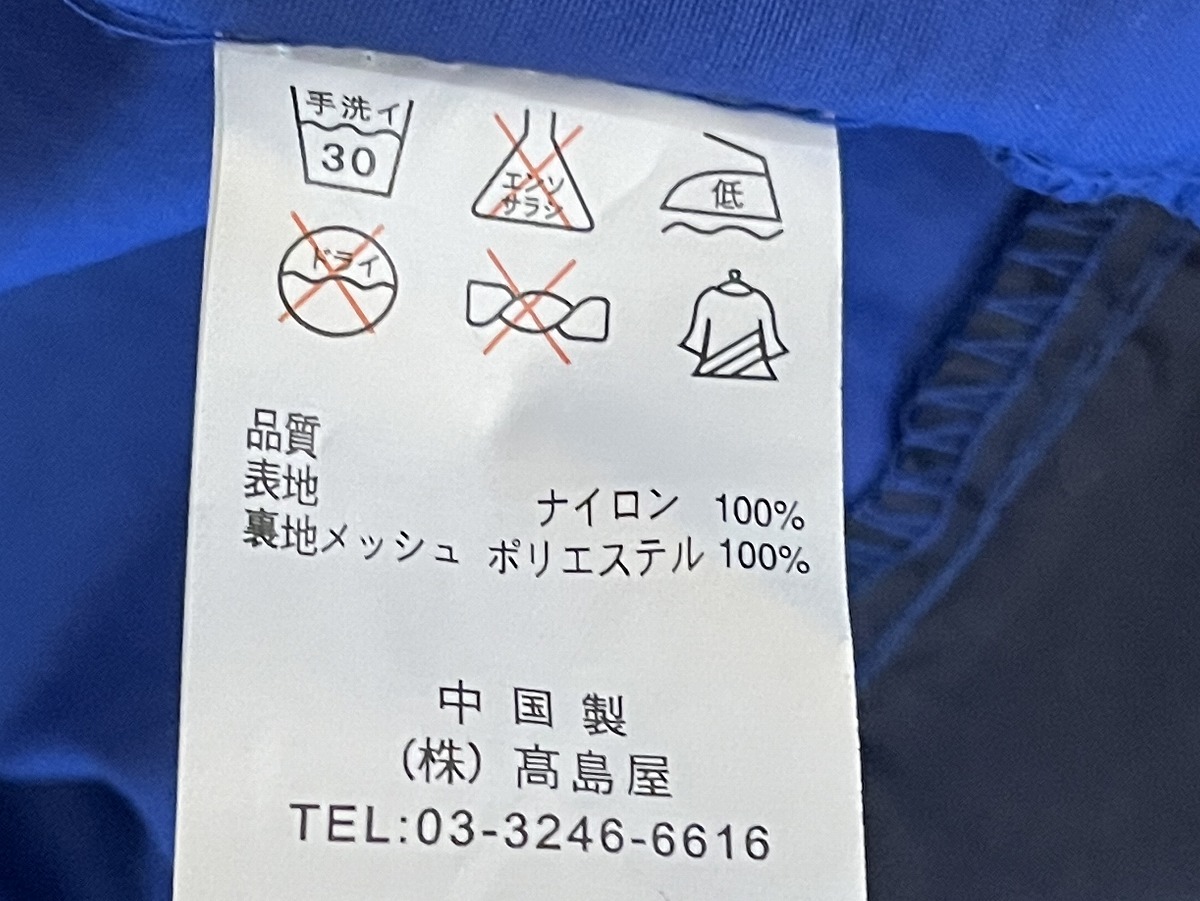 手洗イ
30
エンソ
サラシ
低
ドライ
品質
表地 ナイロン 100%
裏地メッシュ ポリエステル 100%
中国製
(株)髙島屋
TEL:03-3246-6616